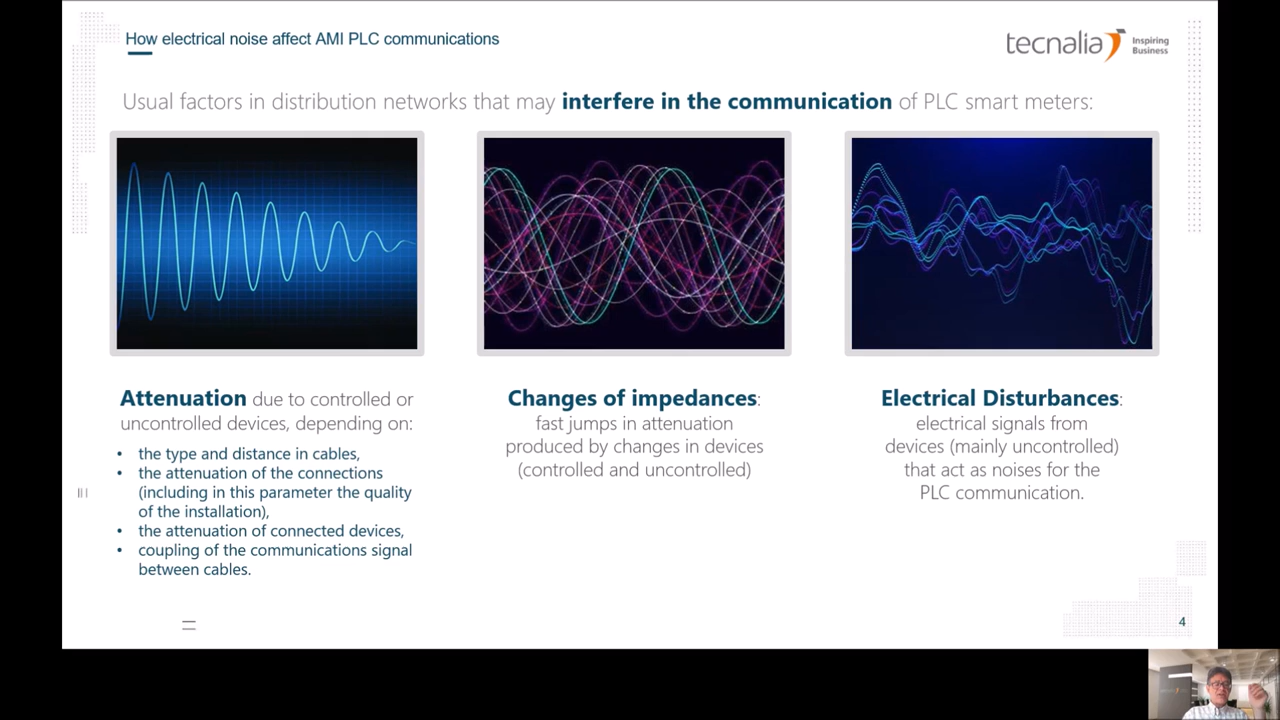 How electrical noise affect AMI PLC communications
tecnalia
Inspiring
Business
Usual factors in distribution networks that may interfere in the communication of PLC smart meters:
Attenuation due to controlled or
uncontrolled devices, depending on:
• the type and distance in cables,
• the attenuation of the connections
(including in this parameter the quality
of the installation),
• the attenuation of connected devices,
• coupling of the communications signal
between cables.
Changes of impedances:
fast jumps in attenuation
produced by changes in devices
(controlled and uncontrolled)
Electrical Disturbances:
electrical signals from
devices (mainly uncontrolled)
that act as noises for the
PLC communication.
4